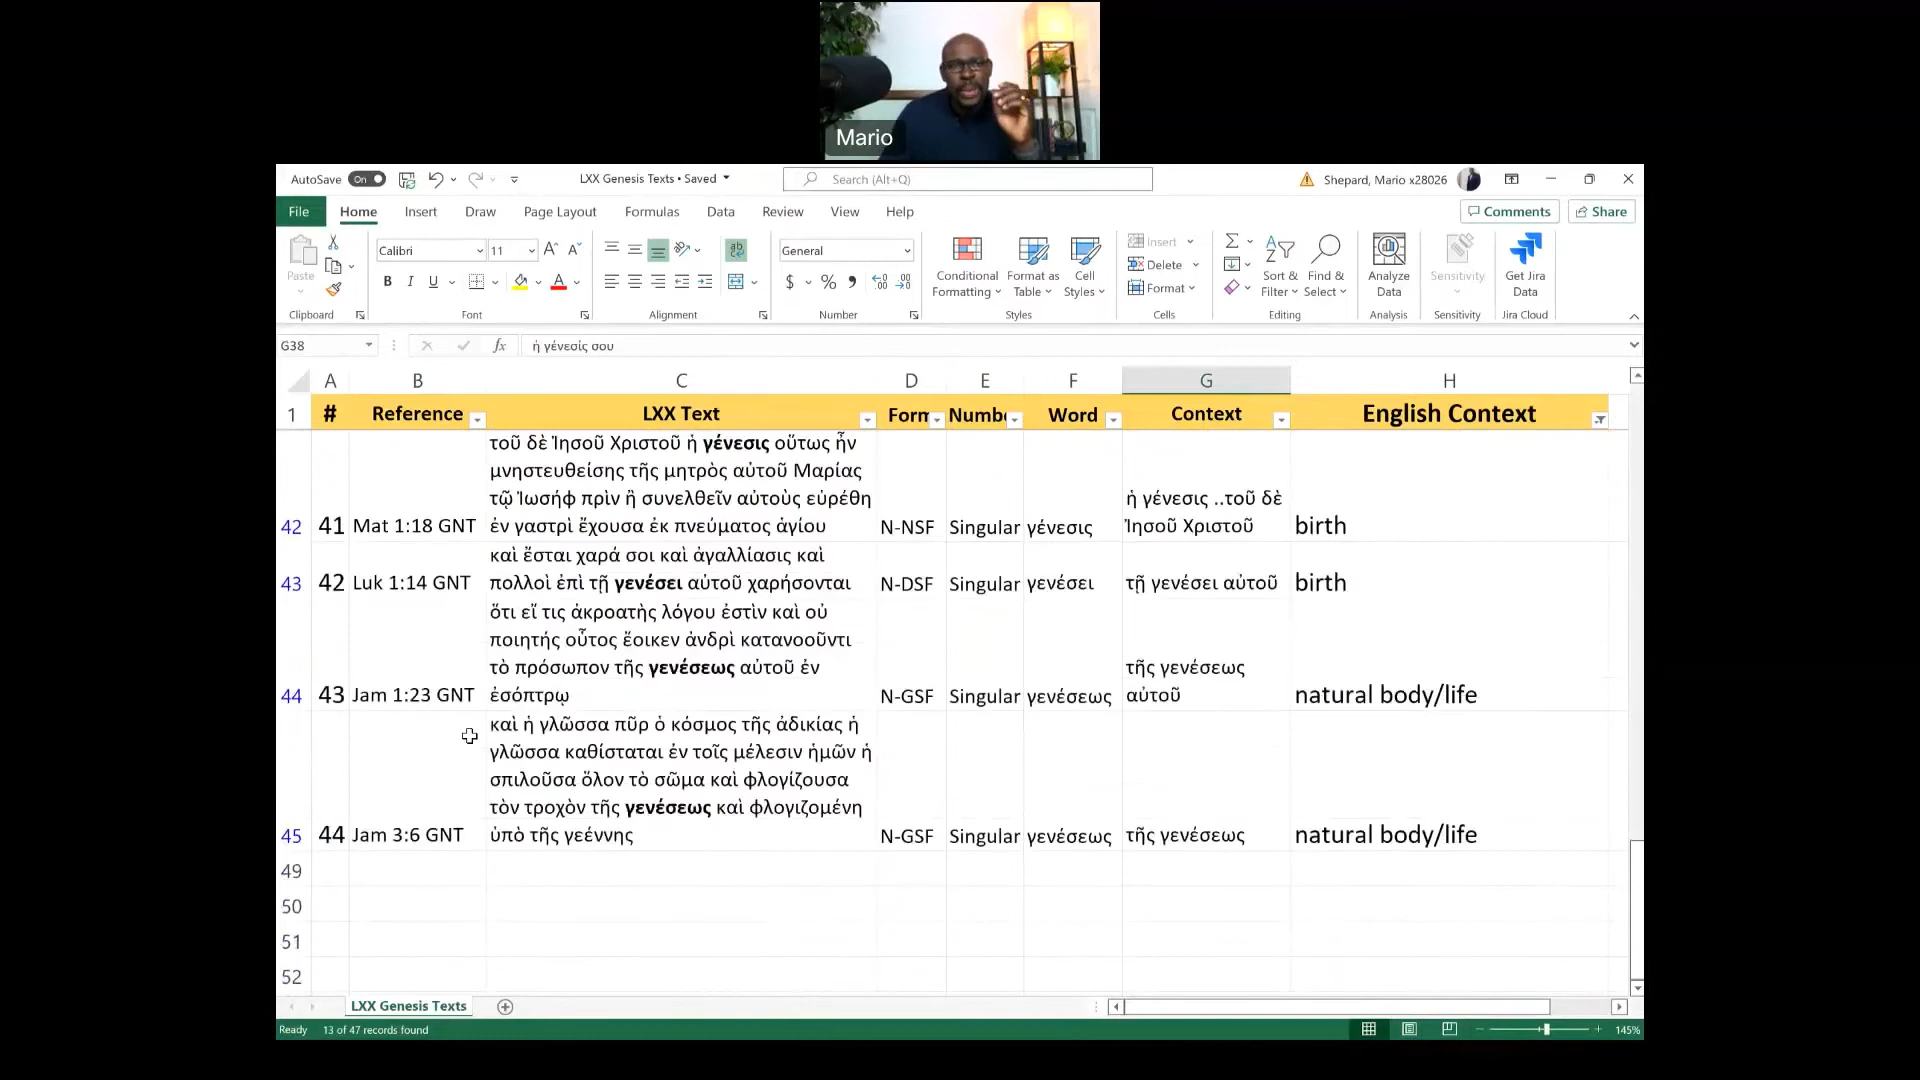 Mario
AutoSave On LXX Genesis Texts • Saved Search (Alt+Q) Shepard, Mario x28026
File Home Insert Draw Page Layout Formulas Data Review View Help Comments Share
Calibri 11 General Insert
Paste Conditional Format as Cell Delete Sort & Find & Analyze Sensitivity Get Jira
B I U $ % Formatting Table Styles Format Filter Select Data Data
Clipboard Font Alignment Number Styles Cells Editing Analysis Sensitivity Jira Cloud
G38 fx ἡ γένεσίς σου
A B C D E F G H
1 # Reference LXX Text Form Numbe Word Context English Context
τοῦ δὲ Ἰησοῦ Χριστοῦ ἡ γένεσις οὕτως ἦν
μνηστευθείσης τῆς μητρὸς αὐτοῦ Μαρίας
τῷ Ἰωσήφ πρὶν ἢ συνελθεῖν αὐτοὺς εὑρέθη ἡ γένεσις ..τοῦ δὲ
42 41 Mat 1:18 GNT ἐν γαστρὶ ἔχουσα ἐκ πνεύματος ἁγίου N-NSF Singular γένεσις Ἰησοῦ Χριστοῦ birth
καὶ ἔσται χαρά σοι καὶ ἀγαλλίασις καὶ
43 42 Luk 1:14 GNT πολλοὶ ἐπὶ τῇ γενέσει αὐτοῦ χαρήσονται N-DSF Singular γενέσει τῇ γενέσει αὐτοῦ birth
ὅτι εἴ τις ἀκροατὴς λόγου ἐστὶν καὶ οὐ
ποιητής οὗτος ἔοικεν ἀνδρὶ κατανοοῦντι
τὸ πρόσωπον τῆς γενέσεως αὐτοῦ ἐν τῆς γενέσεως
44 43 Jam 1:23 GNT ἐσόπτρῳ N-GSF Singular γενέσεως αὐτοῦ natural body/life
καὶ ἡ γλῶσσα πῦρ ὁ κόσμος τῆς ἀδικίας ἡ
γλῶσσα καθίσταται ἐν τοῖς μέλεσιν ἡμῶν ἡ
σπιλοῦσα ὅλον τὸ σῶμα καὶ φλογίζουσα
τὸν τροχὸν τῆς γενέσεως καὶ φλογιζομένη
45 44 Jam 3:6 GNT ὑπὸ τῆς γεέννης N-GSF Singular γενέσεως τῆς γενέσεως natural body/life
49
50
51
52
LXX Genesis Texts
Ready 13 of 47 records found 145%